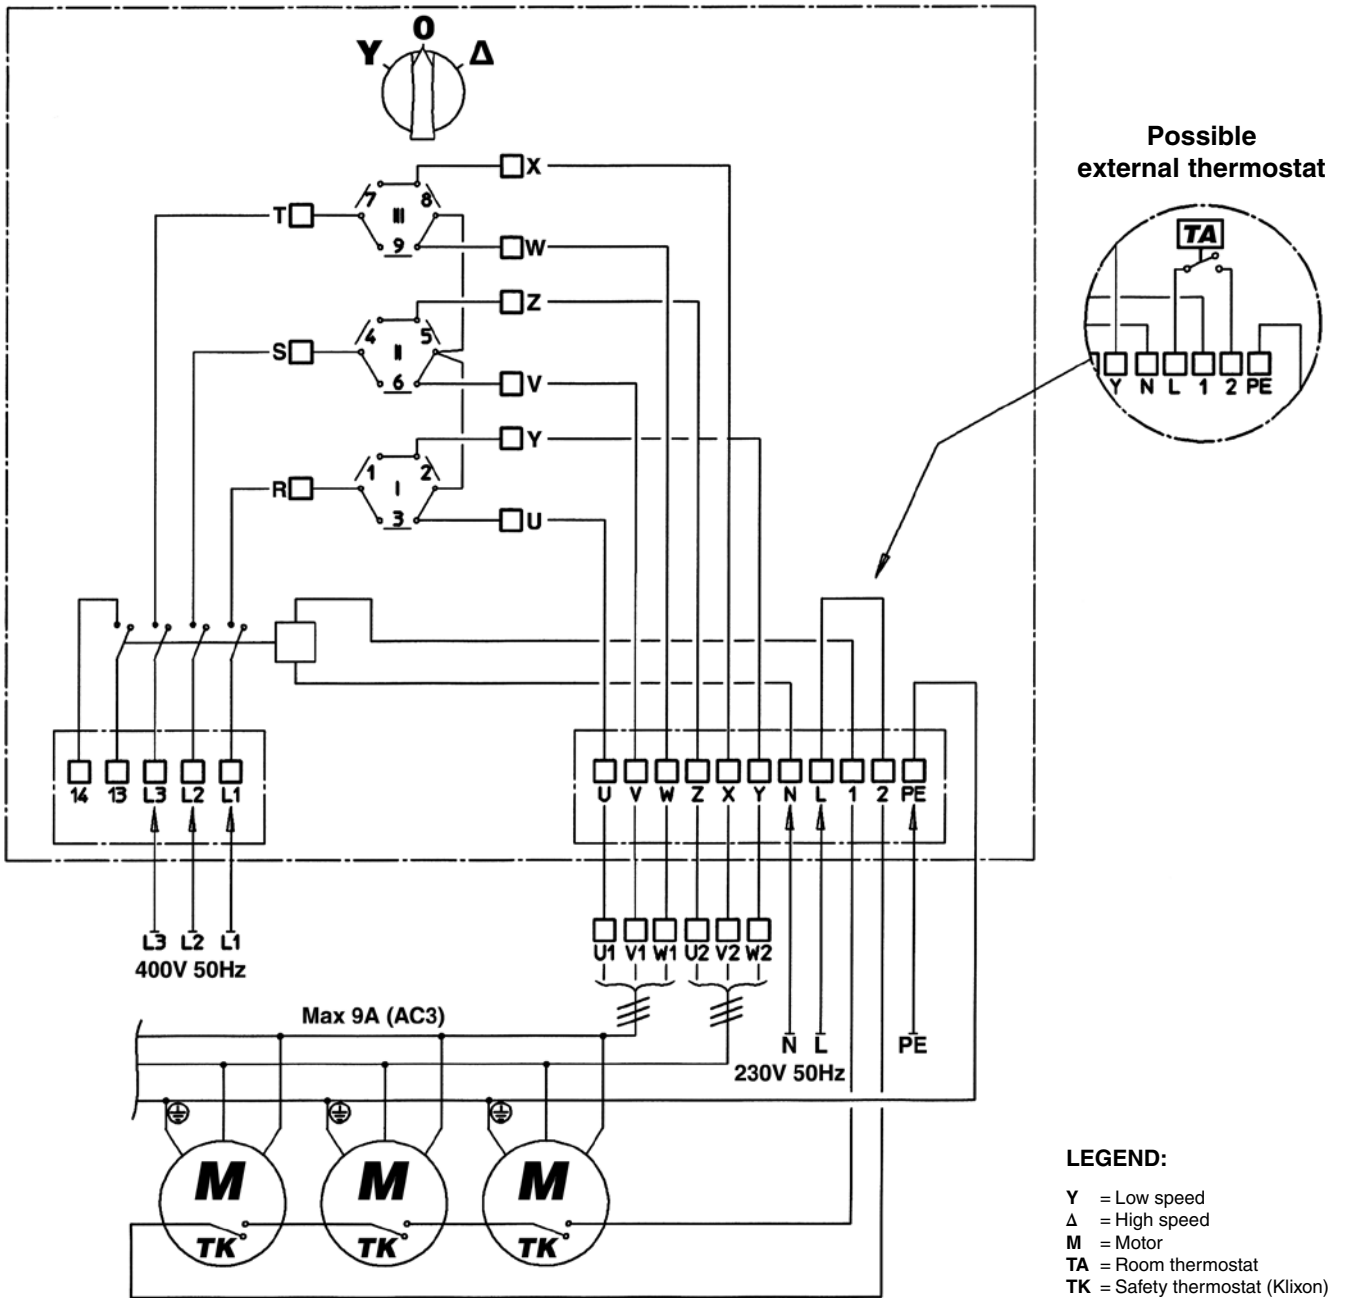 O
Y Δ
X
7 8
T III
9 W
Z
4 5
S II
6 V
Y
1 2
R I
3 U
Possible
external thermostat
TA
Y N L 1 2 PE
14 13 L3 L2 L1
U V W Z X Y N L 1 2 PE
L3 L2 L1
400V 50Hz
U1 V1 W1 U2 V2 W2
Max 9A (AC3)
N L PE
230V 50Hz
M M M
TK TK TK
LEGEND:
Y = Low speed
Δ = High speed
M = Motor
TA = Room thermostat
TK = Safety thermostat (Klixon)